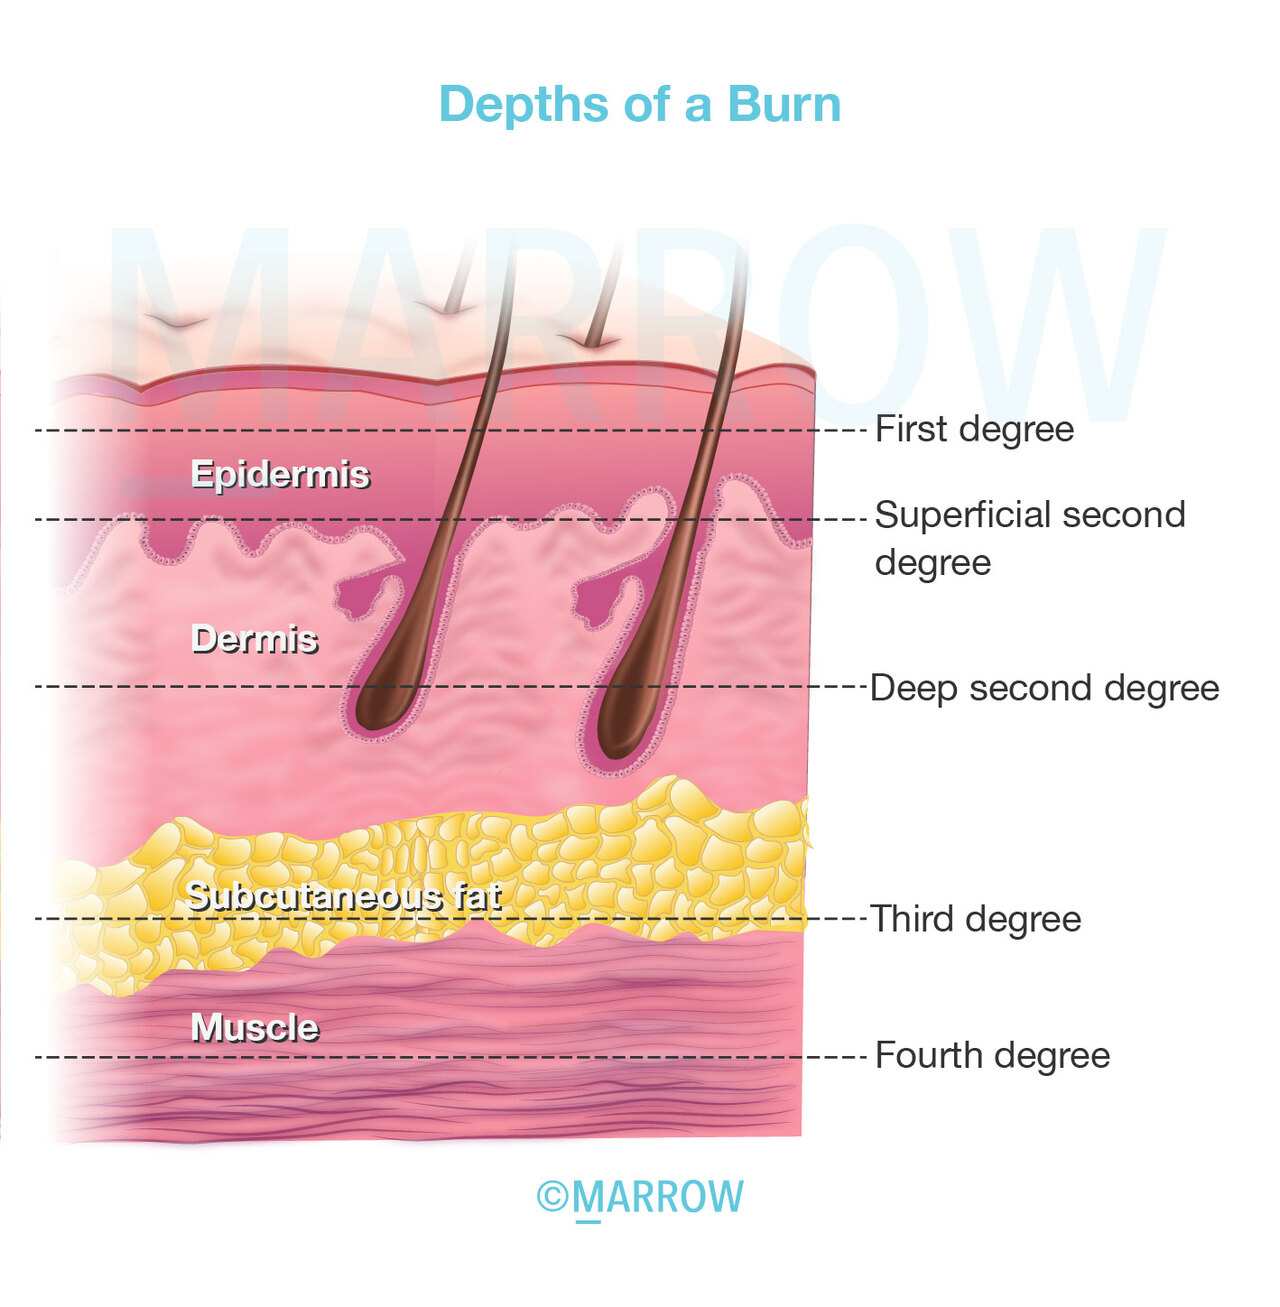 Depths of a Burn
MARROW
First degree
Epidermis
Superficial second
degree
Dermis
Deep second degree
Subcutaneous fat
Third degree
Muscle
Fourth degree
©MARROW